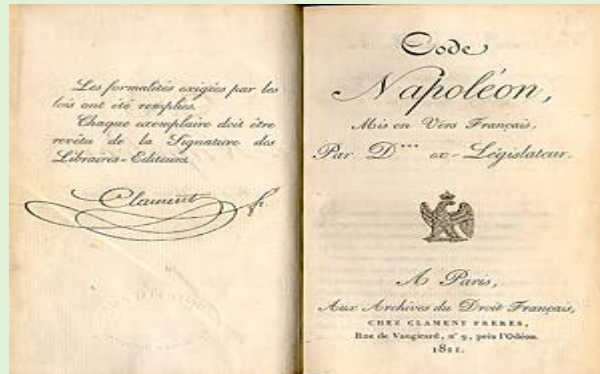 Les formalités exigées par les
lois ont été remplies.
Chaque exemplaire doit être
revêtu de la Signature des
Libraires-Editeurs.
Clament fr.
Code
Napoléon,
Mis en Vers Français,
Par D*** ex-Législateur.
A Paris,
Aux Archives du Droit Français,
CHEZ CLAMENT FRERES,
Rue de Vaugirard, n° 9, près l'Odéon.
1811.